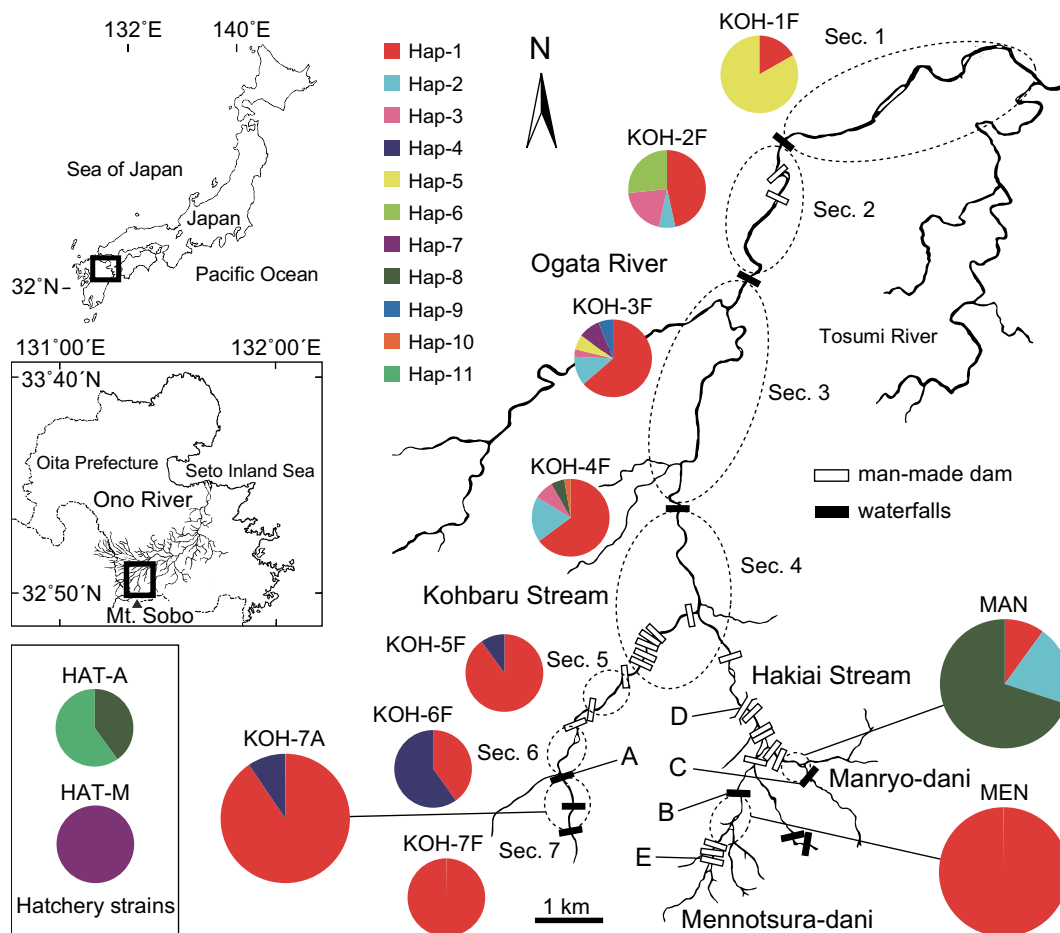 132˚E
140˚E
Sea of Japan
Japan
Pacific Ocean
32˚N
131˚00´E
132˚00´E
33˚40´N
Oita Prefecture
Seto Inland Sea
Ono River
32˚50´N
Mt. Sobo
HAT-A
HAT-M
Hatchery strains
Hap-1
Hap-2
Hap-3
Hap-4
Hap-5
Hap-6
Hap-7
Hap-8
Hap-9
Hap-10
Hap-11
N
KOH-1F
Sec. 1
KOH-2F
Sec. 2
Ogata River
KOH-3F
Tosumi River
Sec. 3
KOH-4F
man-made dam
waterfalls
Sec. 4
Kohbaru Stream
MAN
KOH-5F
Sec. 5
Hakiai Stream
D
KOH-6F
Sec. 6
KOH-7A
A
C
Manryo-dani
B
MEN
KOH-7F
Sec. 7
E
1 km
Mennotsura-dani